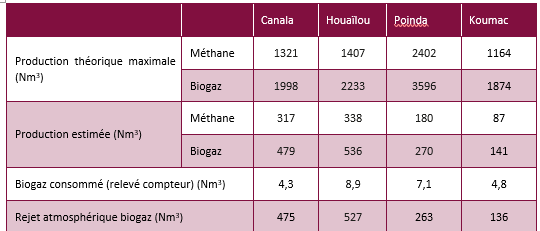 Canala Houaïlou Poinda Koumac
Production théorique maximale (Nm³) Méthane 1321 1407 2402 1164
Biogaz 1998 2233 3596 1874
Production estimée (Nm³) Méthane 317 338 180 87
Biogaz 479 536 270 141
Biogaz consommé (relevé compteur) (Nm³) 4,3 8,9 7,1 4,8
Rejet atmosphérique biogaz (Nm³) 475 527 263 136